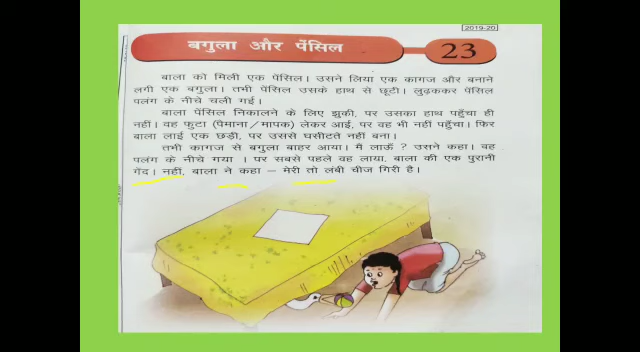 2019-20
बगुला और पेंसिल
23
बाला को मिली एक पेंसिल। उसने लिया एक कागज और बनाने
लगी एक बगुला। तभी पेंसिल उसके हाथ से छूटी। लुढ़ककर पेंसिल
पलंग के नीचे चली गई।
बाला पेंसिल निकालने के लिए झुकी, पर उसका हाथ पहुँचा ही
नहीं। वह फुटा (पैमाना/मापक) लेकर आई, पर वह भी नहीं पहुँचा। फिर
बाला लाई एक छड़ी, पर उससे घसीटते नहीं बना।
तभी कागज से बगुला बाहर आया। मैं लाऊँ ? उसने कहा। वह
पलंग के नीचे गया । पर सबसे पहले वह लाया, बाला की एक पुरानी
गेंद। नहीं, बाला ने कहा – मेरी तो लंबी चीज गिरी है।